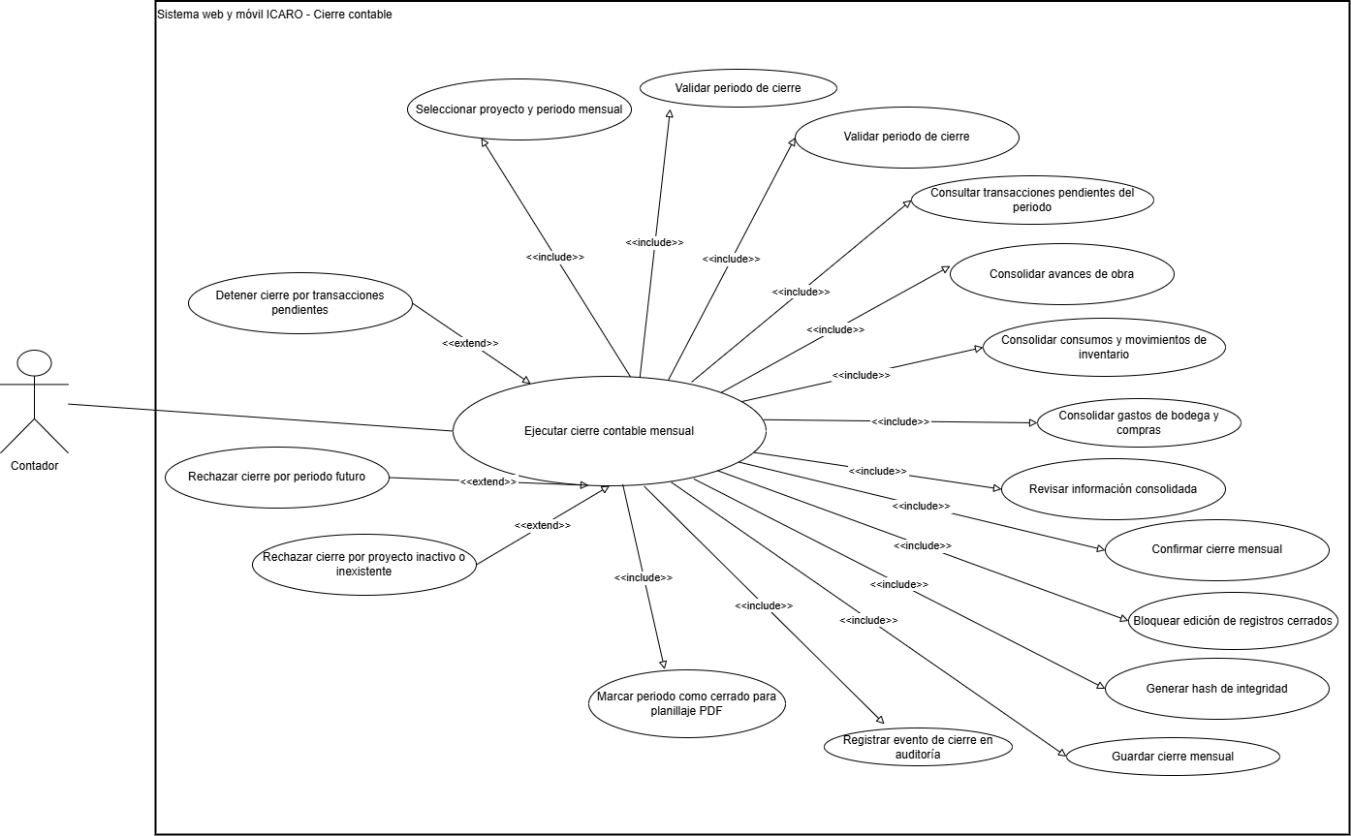 Sistema web y móvil ICARO - Cierre contable
Validar periodo de cierre
Seleccionar proyecto y periodo mensual
Validar periodo de cierre
Consultar transacciones pendientes del
periodo
<<include>>
<<include>>
<<include>>
Consolidar avances de obra
<<include>>
Detener cierre por transacciones
pendientes
<<include>>
<<extend>>
Consolidar consumos y movimientos de
inventario
<<include>>
Consolidar gastos de bodega y
compras
<<include>>
Ejecutar cierre contable mensual
Contador
<<include>>
Rechazar cierre por periodo futuro
<<extend>>
Revisar información consolidada
<<include>>
<<extend>>
<<include>>
Confirmar cierre mensual
Rechazar cierre por proyecto inactivo o
inexistente
<<include>>
<<include>>
<<include>>
<<include>>
Bloquear edición de registros cerrados
Generar hash de integridad
Marcar periodo como cerrado para
planillaje PDF
Registrar evento de cierre en
auditoría
Guardar cierre mensual